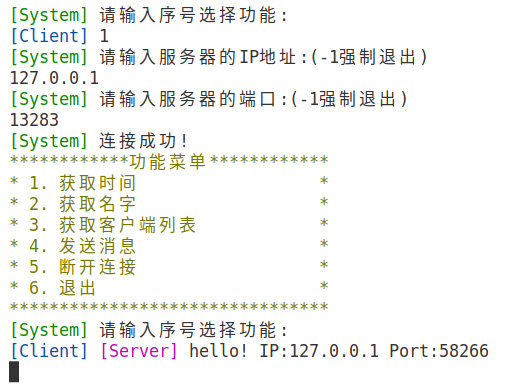 [System] 请输入序号选择功能:
[Client] 1
[System] 请输入服务器的IP地址:(-1强制退出)
127.0.0.1
[System] 请输入服务器的端口:(-1强制退出)
13283
[System] 连接成功!
************功能菜单************
* 1. 获取时间                  *
* 2. 获取名字                  *
* 3. 获取客户端列表            *
* 4. 发送消息                  *
* 5. 断开连接                  *
* 6. 退出                      *
********************************
[System] 请输入序号选择功能:
[Client] [Server] hello! IP:127.0.0.1 Port:58266